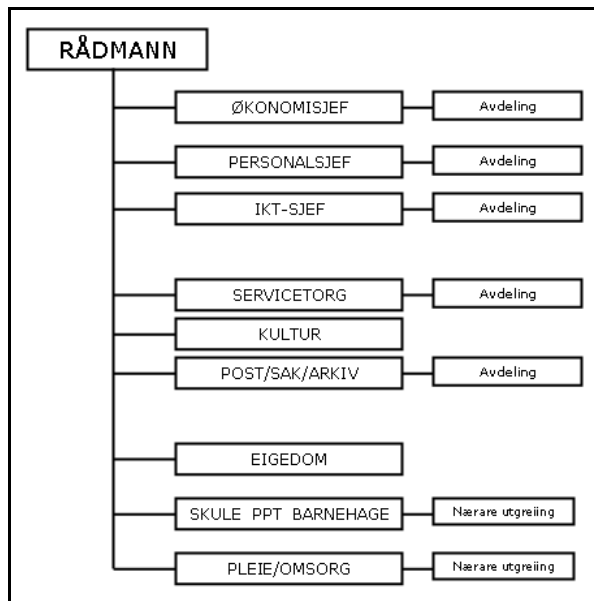 RÅDMANN
ØKONOMISJEF Avdeling
PERSONALSJEF Avdeling
IKT-SJEF Avdeling
SERVICETORG Avdeling
KULTUR
POST/SAK/ARKIV Avdeling
EIGEDOM
SKULE PPT BARNEHAGE Nærare utgreiing
PLEIE/OMSORG Nærare utgreiing